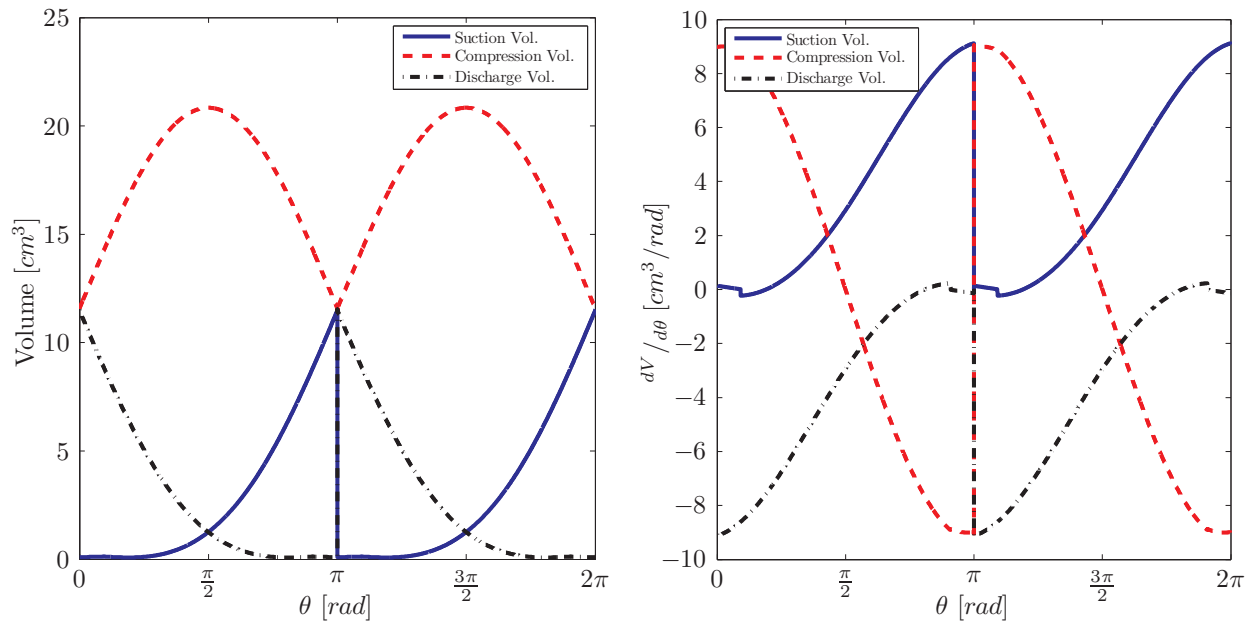 25
20
15
10
5
0
Volume [cm³]
Suction Vol.
Compression Vol.
Discharge Vol.
0
π/2
π
3π/2
2π
θ [rad]
10
8
6
4
2
0
−2
−4
−6
−8
−10
dV/dθ [cm³/rad]
Suction Vol.
Compression Vol.
Discharge Vol.
0
π/2
π
3π/2
2π
θ [rad]